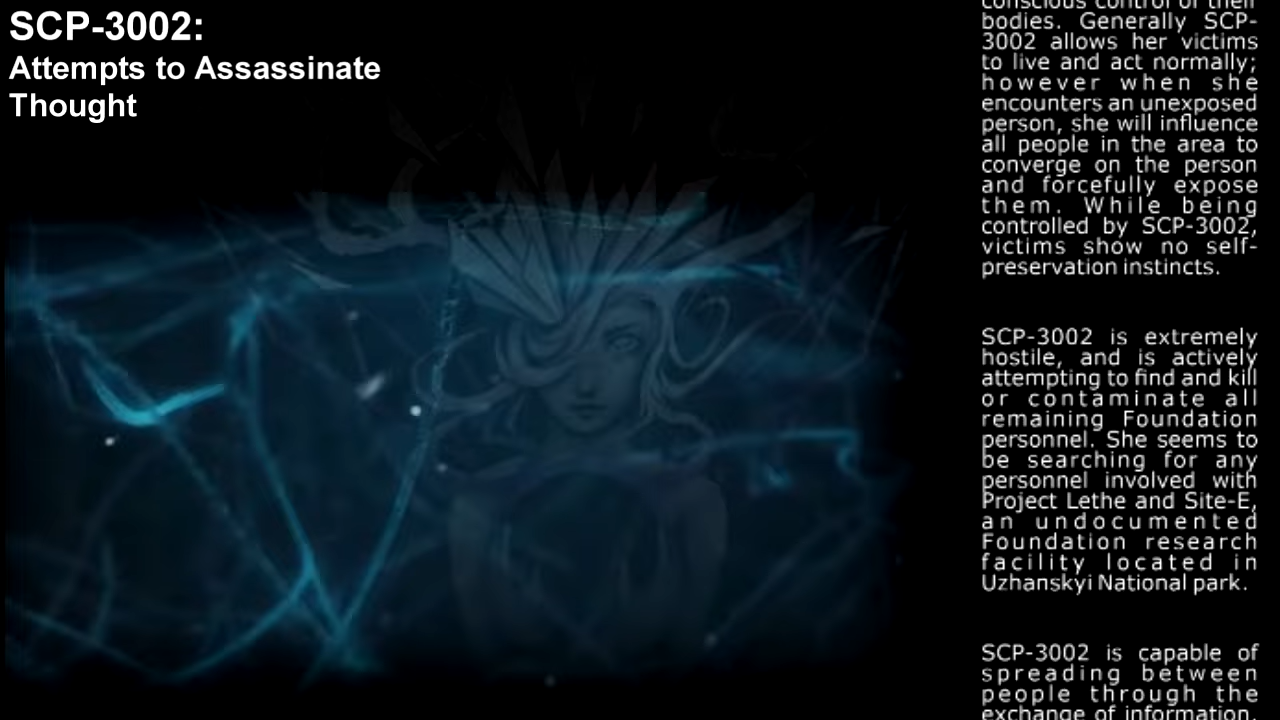 SCP-3002:
Attempts to Assassinate
Thought
conscious control of their
bodies. Generally SCP-
3002 allows her victims
to live and act normally;
however when she
encounters an unexposed
person, she will influence
all people in the area to
converge on the person
and forcefully expose
them. While being
controlled by SCP-3002,
victims show no self-
preservation instincts.
SCP-3002 is extremely
hostile, and is actively
attempting to find and kill
or contaminate all
remaining Foundation
personnel. She seems to
be searching for any
personnel involved with
Project Lethe and Site-E,
an undocumented
Foundation research
facility located in
Uzhanskyi National park.
SCP-3002 is capable of
spreading between
people through the
exchange of information.